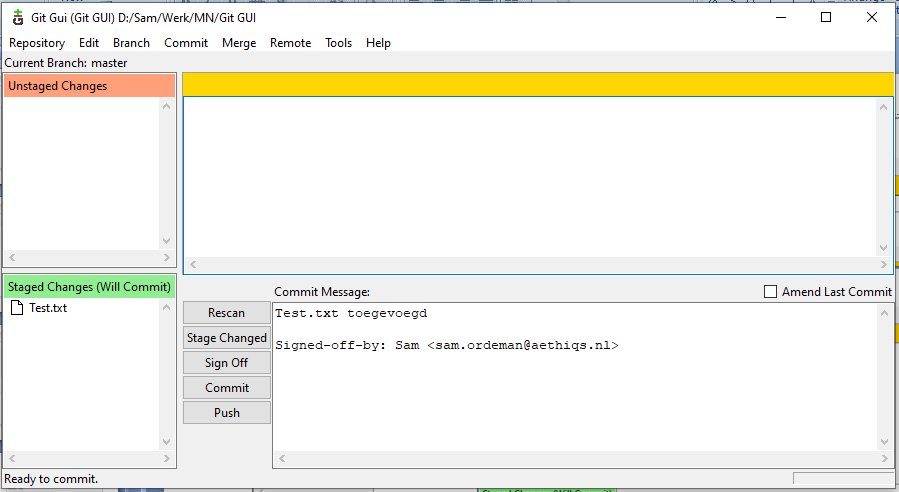 Git Gui (Git GUI) D:/Sam/Werk/MN/Git GUI
Repository Edit Branch Commit Merge Remote Tools Help
Current Branch: master
Unstaged Changes
Staged Changes (Will Commit)
Test.txt
Commit Message:
Amend Last Commit
Rescan
Stage Changed
Sign Off
Commit
Push
Test.txt toegevoegd
Signed-off-by: Sam <sam.ordeman@aethiqs.nl>
Ready to commit.